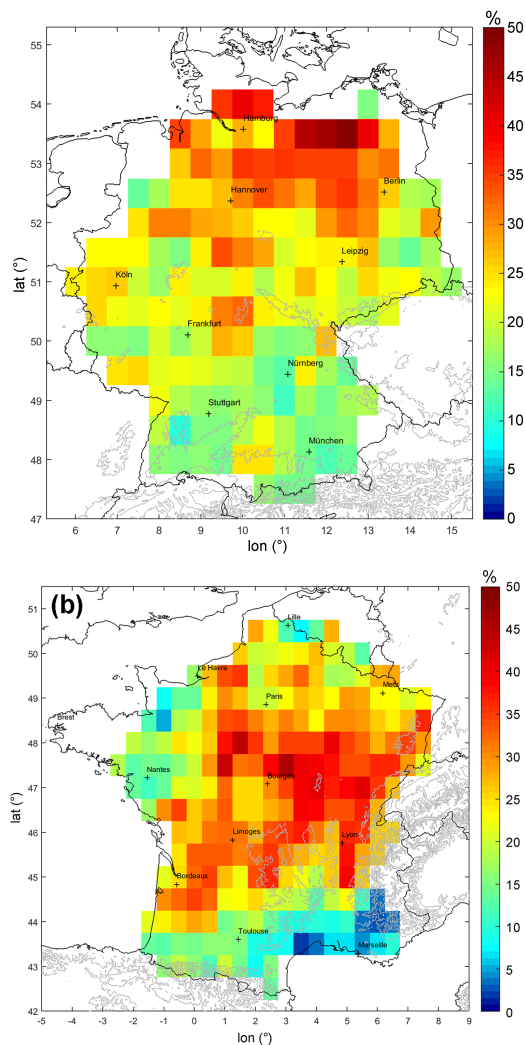 %
55
54
53
52
51
50
49
48
47
lat (°)
6 7 8 9 10 11 12 13 14 15
lon (°)
50
45
40
35
30
25
20
15
10
5
0
Hamburg
Hannover
Berlin
Leipzig
Köln
Frankfurt
Nürnberg
Stuttgart
München
(b)
%
51
50
49
48
47
46
45
44
43
42
lat (°)
-5 -4 -3 -2 -1 0 1 2 3 4 5 6 7 8 9
lon (°)
50
45
40
35
30
25
20
15
10
5
0
Lille
Le Havre
Metz
Paris
Brest
Nantes
Bourges
Limoges
Lyon
Bordeaux
Toulouse
Marseille